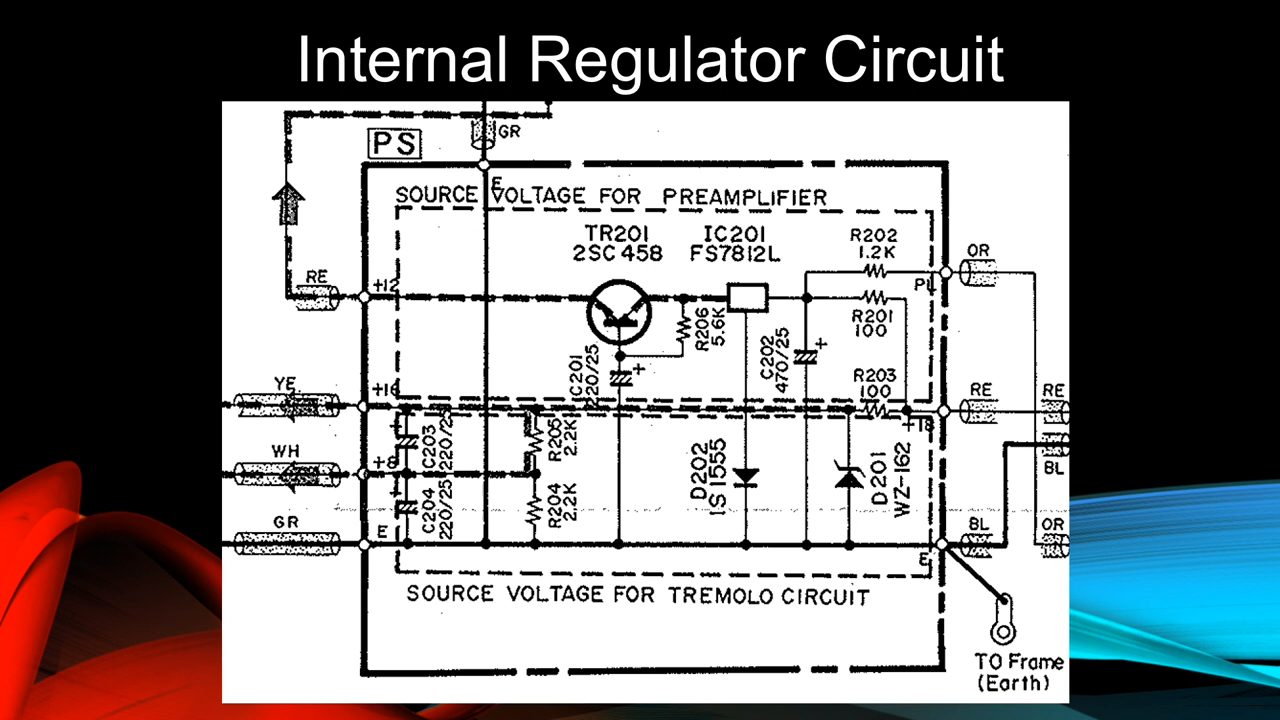 Internal Regulator Circuit
GR
PS
E
SOURCE VOLTAGE FOR PREAMPLIFIER
TR201
2SC458
IC201
FS7812L
R202
1.2K
OR
RE
+12
PL
R206
5.6K
R201
100
C201
220/25
+
C202
470/25
+
YE
+16
R203
100
RE
RE
+18
+
C203
220/25
R205
2.2K
WH
+8
BL
D202
1S1555
D201
WZ-162
+
C204
220/25
R204
2.2K
GR
E
BL
OR
E
SOURCE VOLTAGE FOR TREMOLO CIRCUIT
TO Frame
(Earth)